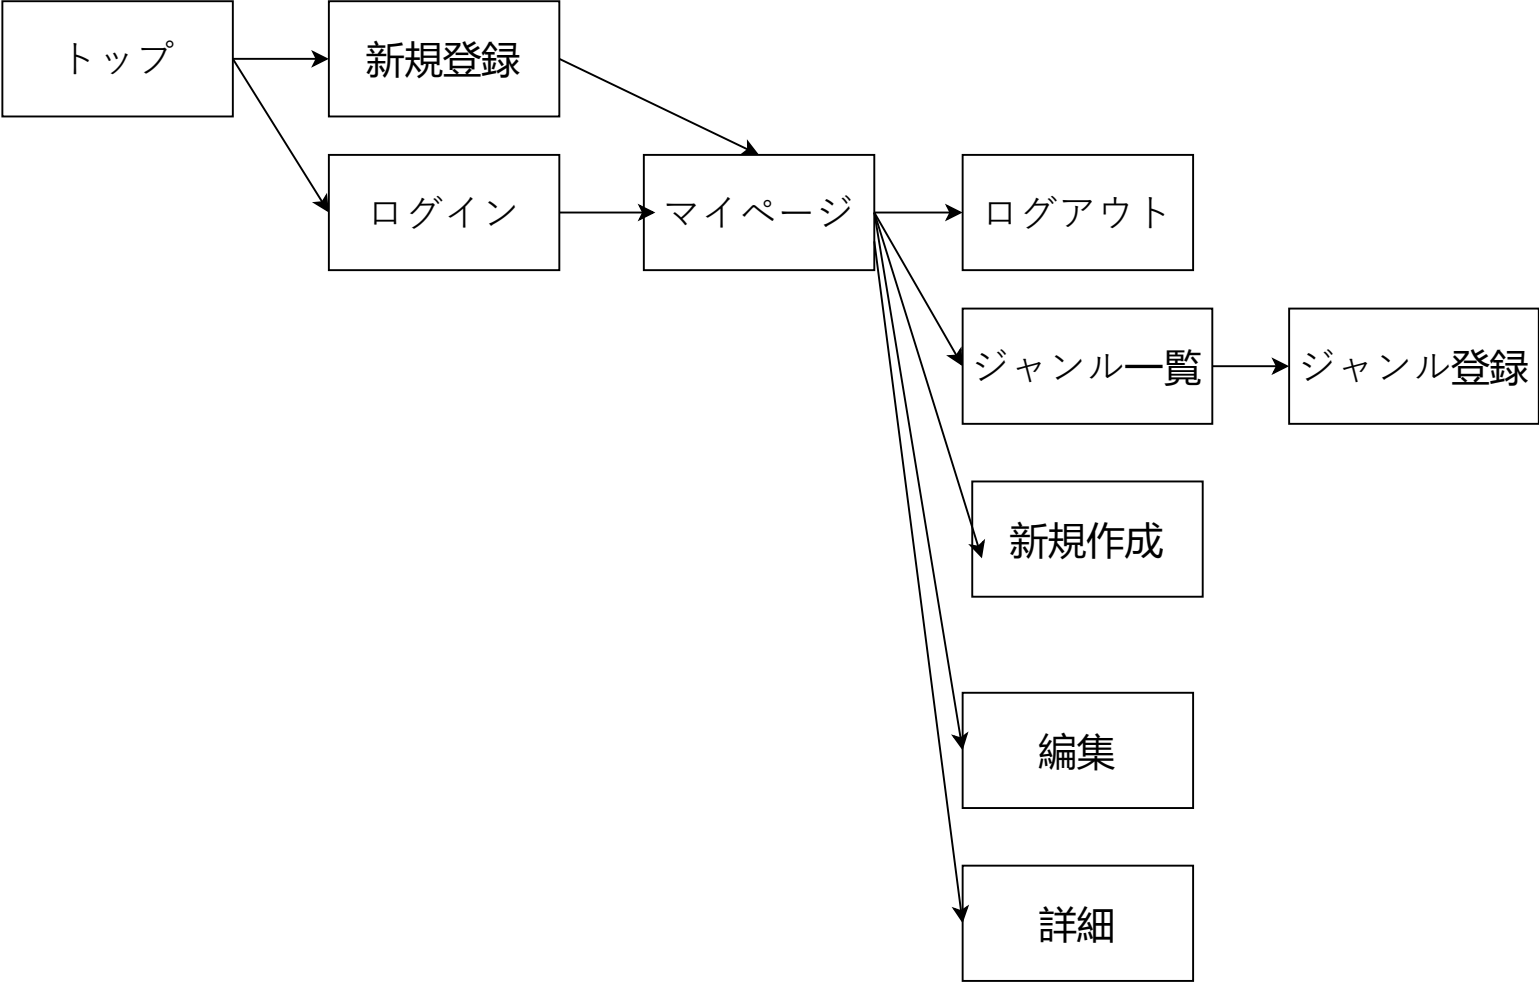 トップ
新規登録
ログイン
マイページ
ログアウト
ジャンル一覧
ジャンル登録
新規作成
編集
詳細